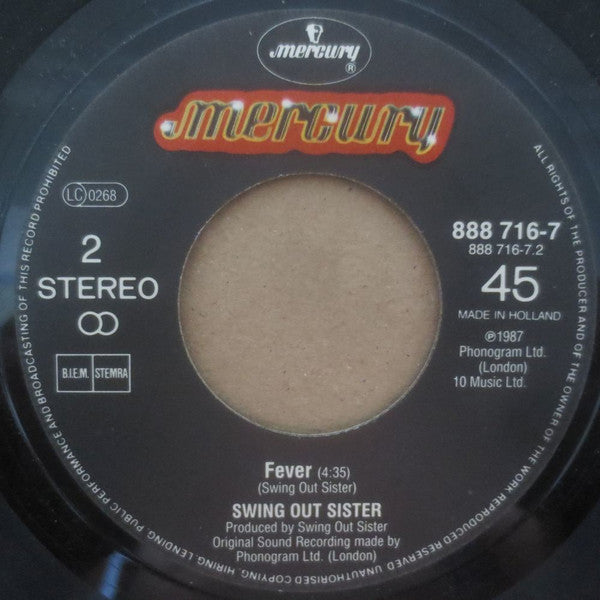 mercury
®
mercury
LC 0268
2
STEREO
B.I.E.M. STEMRA
888 716-7
888 716-7.2
45
MADE IN HOLLAND
℗1987
Phonogram Ltd.
(London)
10 Music Ltd.
Fever (4:35)
(Swing Out Sister)
SWING OUT SISTER
Produced by Swing Out Sister
Original Sound Recording made by
Phonogram Ltd. (London)
ALL RIGHTS OF THE PRODUCER AND OF THE OWNER OF THE WORK REPRODUCED RESERVED UNAUTHORISED COPYING, HIRING, LENDING, PUBLIC PERFORMANCE AND BROADCASTING OF THIS RECORD PROHIBITED